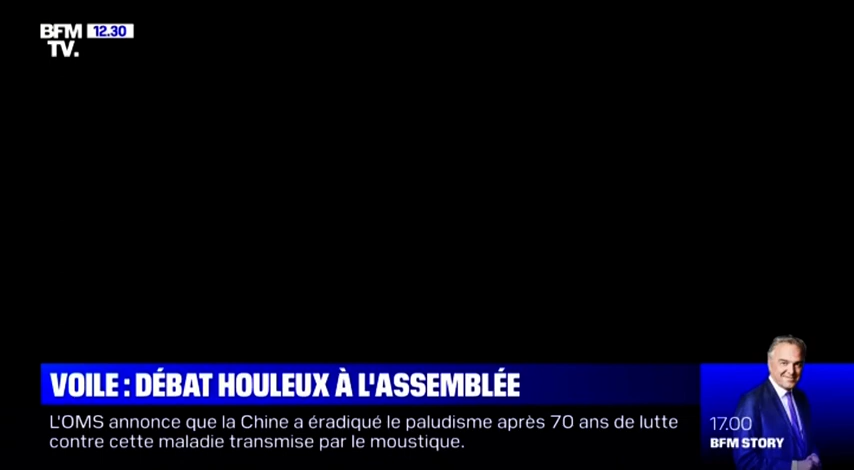 BFM 12.30
TV.
VOILE : DÉBAT HOULEUX À L'ASSEMBLÉE
L'OMS annonce que la Chine a éradiqué le paludisme après 70 ans de lutte
contre cette maladie transmise par le moustique.
17.00
BFM STORY